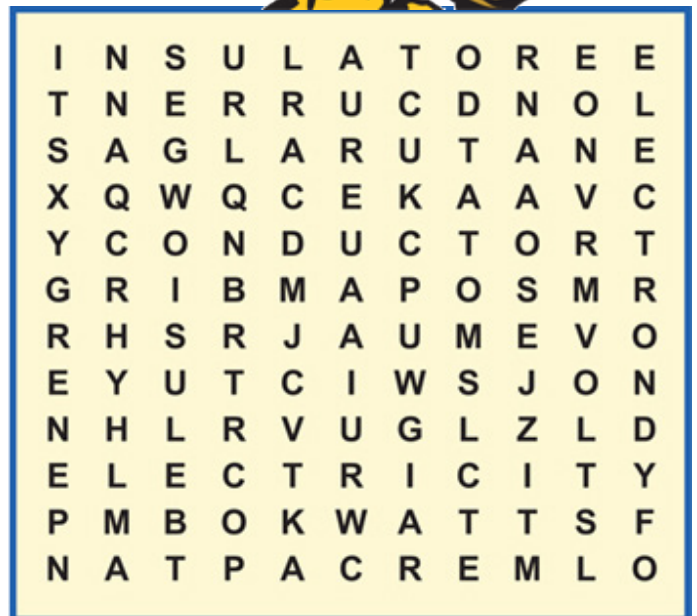 I N S U L A T O R E E
T N E R R U C D N O L
S A G L A R U T A N E
X Q W Q C E K A A V C
Y C O N D U C T O R T
G R I B M A P O S M R
R H S R J A U M E V O
E Y U T C I W S J O N
N H L R V U G L Z L D
E L E C T R I C I T Y
P M B O K W A T T S F
N A T P A C R E M L O